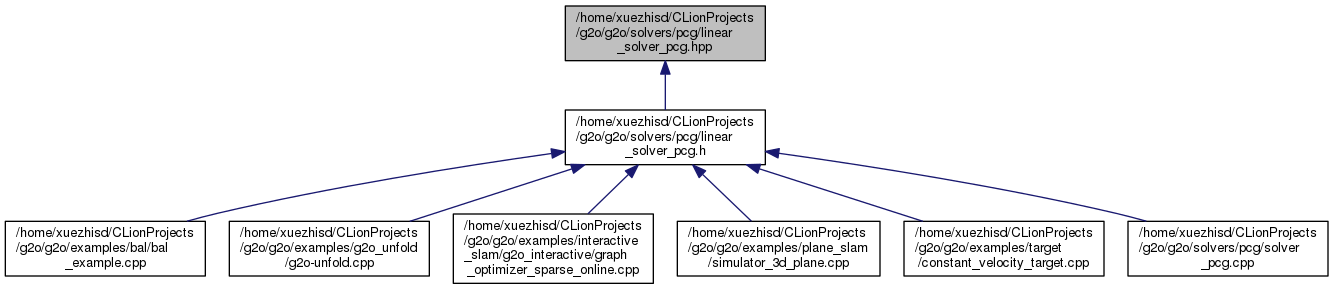 /home/xuezhisd/CLionProjects
/g2o/g2o/solvers/pcg/linear
_solver_pcg.hpp
/home/xuezhisd/CLionProjects
/g2o/g2o/solvers/pcg/linear
_solver_pcg.h
/home/xuezhisd/CLionProjects
/g2o/g2o/examples/bal/bal
_example.cpp
/home/xuezhisd/CLionProjects
/g2o/g2o/examples/g2o_unfold
/g2o-unfold.cpp
/home/xuezhisd/CLionProjects
/g2o/g2o/examples/interactive
_slam/g2o_interactive/graph
_optimizer_sparse_online.cpp
/home/xuezhisd/CLionProjects
/g2o/g2o/examples/plane_slam
/simulator_3d_plane.cpp
/home/xuezhisd/CLionProjects
/g2o/g2o/examples/target
/constant_velocity_target.cpp
/home/xuezhisd/CLionProjects
/g2o/g2o/solvers/pcg/solver
_pcg.cpp